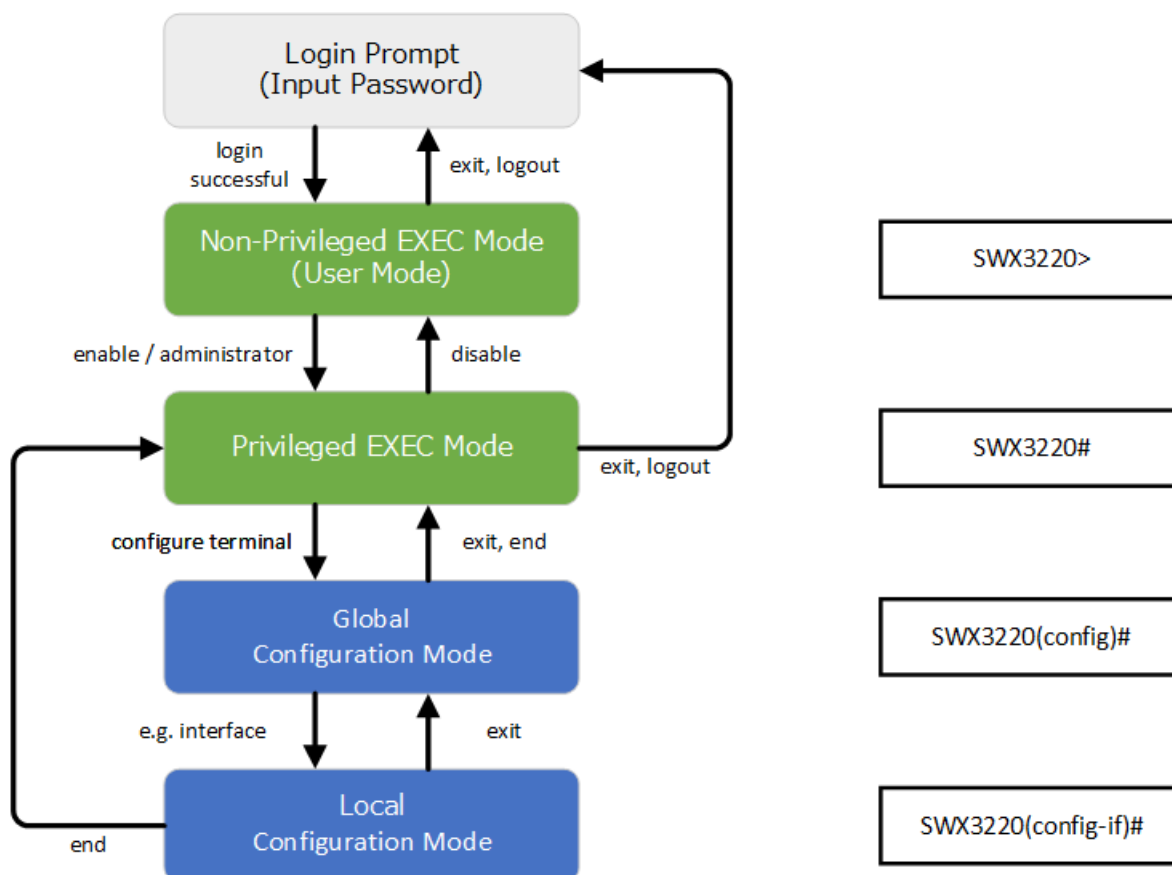 Login Prompt
(Input Password)
login
successful
exit, logout
Non-Privileged EXEC Mode
(User Mode)
SWX3220>
enable / administrator
disable
Privileged EXEC Mode
SWX3220#
exit, logout
configure terminal
exit, end
Global
Configuration Mode
SWX3220(config)#
e.g. interface
exit
Local
Configuration Mode
SWX3220(config-if)#
end